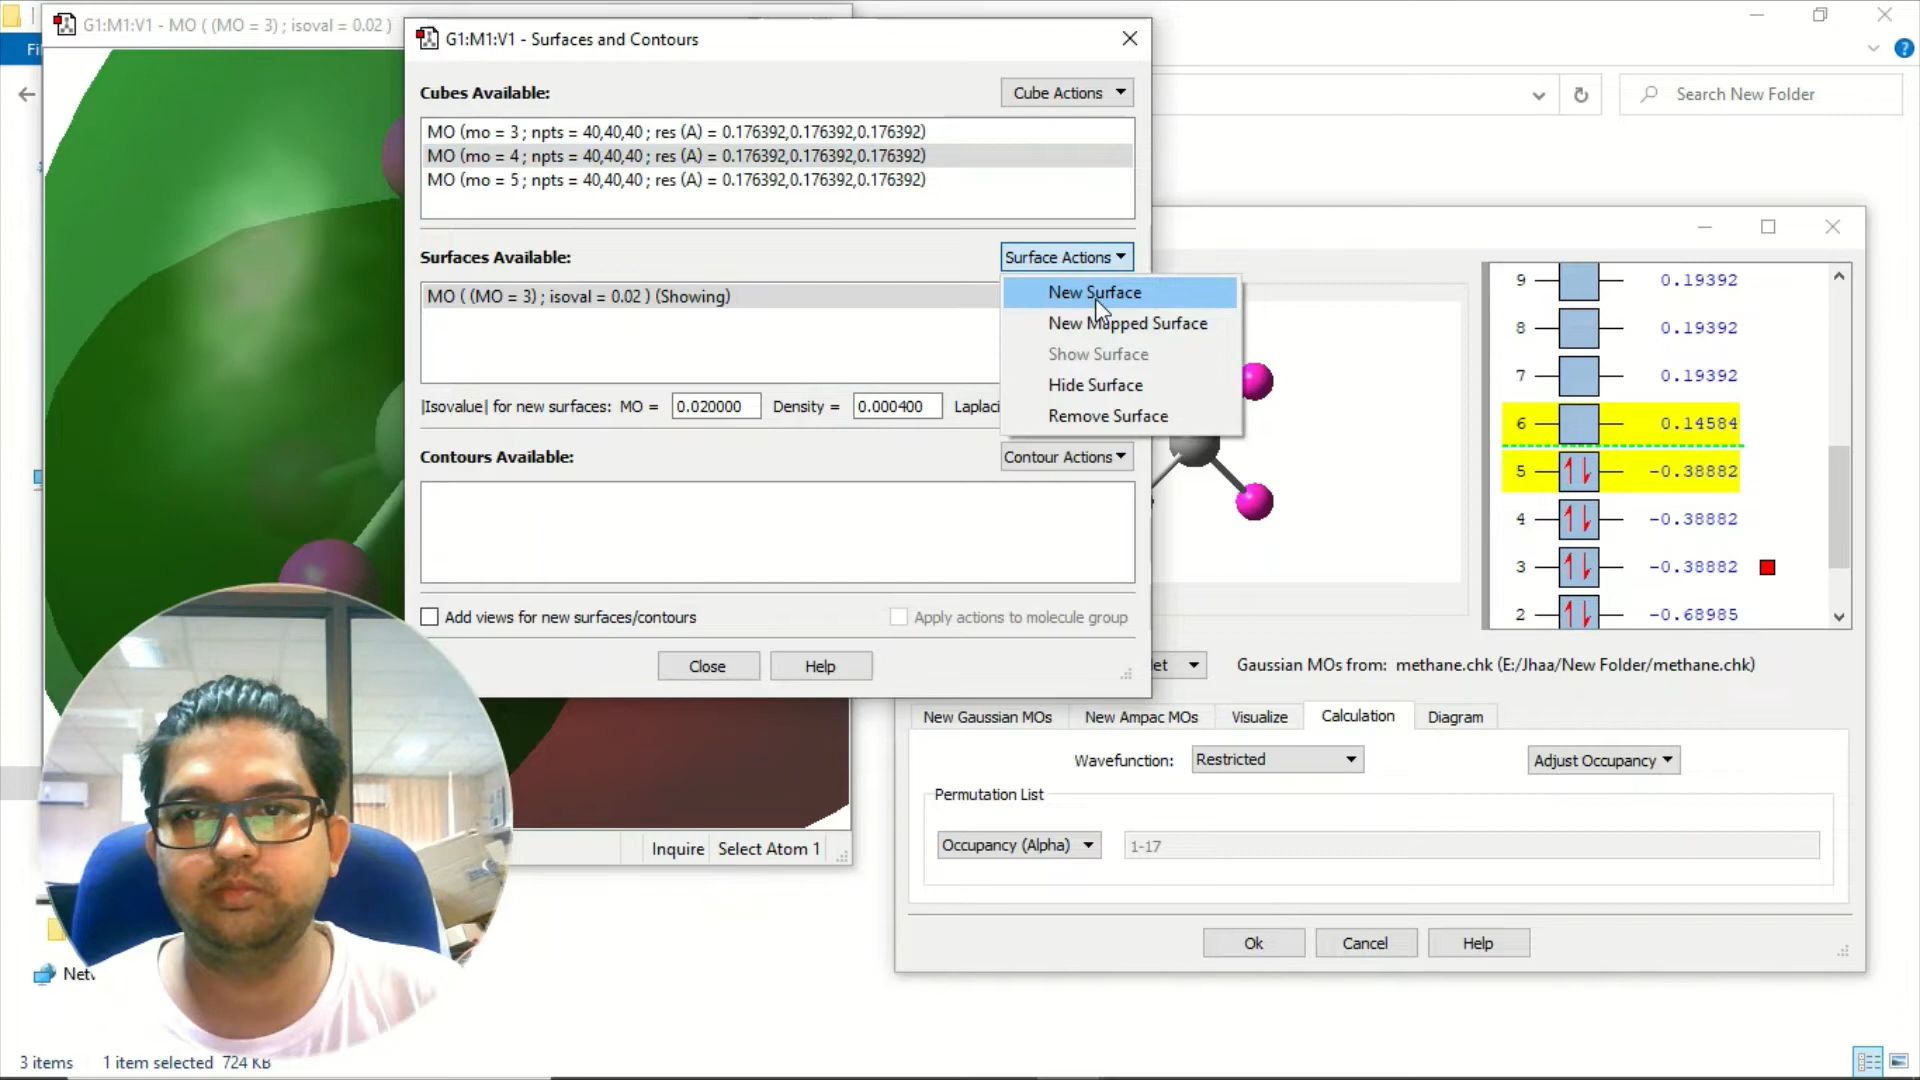 G1:M1:V1 - MO ( (MO = 3) ; isoval = 0.02 )
Fi
G1:M1:V1 - Surfaces and Contours
Search New Folder
Cubes Available:
Cube Actions
MO (mo = 3 ; npts = 40,40,40 ; res (A) = 0.176392,0.176392,0.176392)
MO (mo = 4 ; npts = 40,40,40 ; res (A) = 0.176392,0.176392,0.176392)
MO (mo = 5 ; npts = 40,40,40 ; res (A) = 0.176392,0.176392,0.176392)
Surfaces Available:
Surface Actions
MO ( (MO = 3) ; isoval = 0.02 ) (Showing)
New Surface
New Mapped Surface
Show Surface
Hide Surface
Remove Surface
|Isovalue| for new surfaces: MO = 0.020000 Density = 0.000400 Laplaci
Contours Available:
Contour Actions
Add views for new surfaces/contours
Apply actions to molecule group
Close
Help
9 0.19392
8 0.19392
7 0.19392
6 0.14584
5 -0.38882
4 -0.38882
3 -0.38882
2 -0.68985
let
Gaussian MOs from: methane.chk (E:/Jhaa/New Folder/methane.chk)
New Gaussian MOs
New Ampac MOs
Visualize
Calculation
Diagram
Wavefunction: Restricted
Adjust Occupancy
Permutation List
Occupancy (Alpha)
1-17
Ok
Cancel
Help
Inquire
Select Atom 1
Net
3 items
1 item selected 724 KB